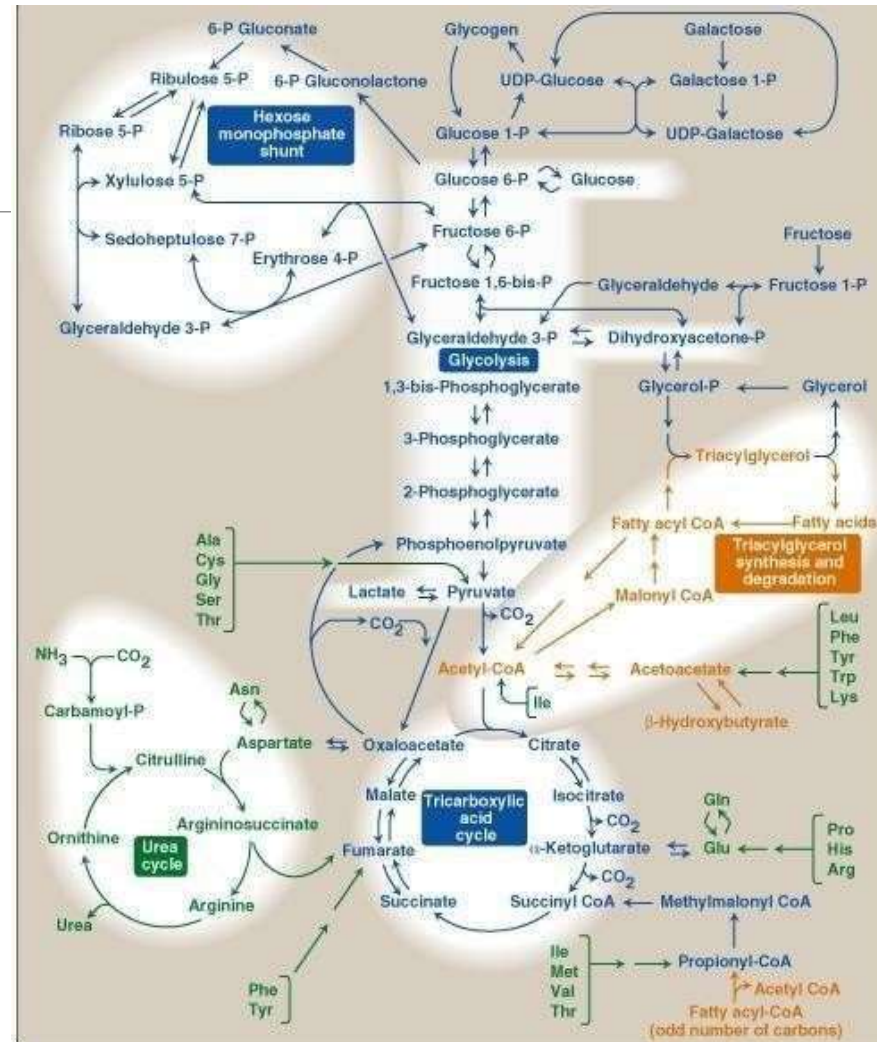 6-P Gluconate
Ribulose 5-P
6-P Gluconolactone
Ribose 5-P
Hexose
monophosphate
shunt
Xylulose 5-P
Sedoheptulose 7-P
Erythrose 4-P
Glyceraldehyde 3-P
Glycogen
UDP-Glucose
Glucose 1-P
Galactose
Galactose 1-P
UDP-Galactose
Glucose 6-P
Glucose
Fructose 6-P
Fructose 1,6-bis-P
Glyceraldehyde
Fructose
Fructose 1-P
Glyceraldehyde 3-P
Dihydroxyacetone-P
Glycolysis
1,3-bis-Phosphoglycerate
Glycerol-P
Glycerol
3-Phosphoglycerate
Triacylglycerol
2-Phosphoglycerate
Fatty acyl CoA
Fatty acids
Triacylglycerol
synthesis and
degradation
Malonyl CoA
Phosphoenolpyruvate
Ala
Cys
Gly
Ser
Thr
Lactate
Pyruvate
CO2
CO2
Acetyl-CoA
Acetoacetate
Leu
Phe
Tyr
Trp
Lys
Ile
β-Hydroxybutyrate
NH3
CO2
Carbamoyl-P
Asn
Aspartate
Citrulline
Argininosuccinate
Ornithine
Urea
cycle
Arginine
Urea
Oxaloacetate
Citrate
Malate
Tricarboxylic
acid
cycle
Isocitrate
CO2
Fumarate
α-Ketoglutarate
CO2
Succinate
Succinyl CoA
Gln
Glu
Pro
His
Arg
Methylmalonyl CoA
Phe
Tyr
Ile
Met
Val
Thr
Propionyl-CoA
Acetyl CoA
Fatty acyl-CoA
(odd number of carbons)